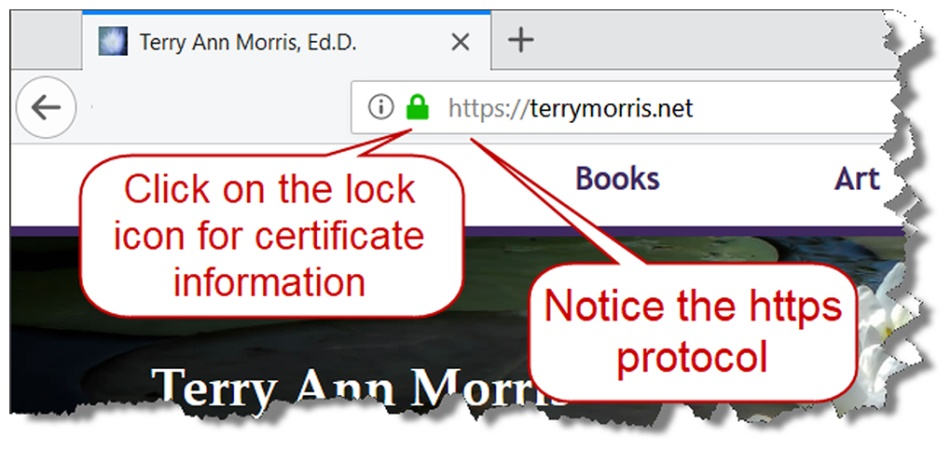 Terry Ann Morris, Ed.D.
https://terrymorris.net
Books
Art
Click on the lock
icon for certificate
information
Notice the https
protocol
Terry Ann Morris